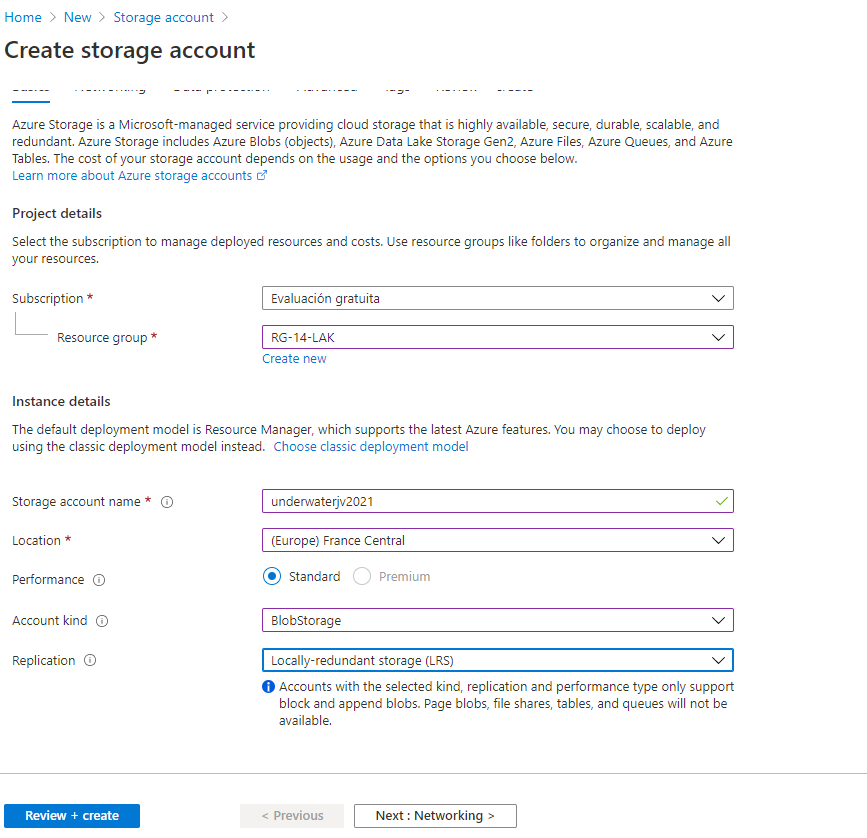 Home > New > Storage account >
Create storage account
Basics Networking Data protection Advanced Tags Review + create
Azure Storage is a Microsoft-managed service providing cloud storage that is highly available, secure, durable, scalable, and
redundant. Azure Storage includes Azure Blobs (objects), Azure Data Lake Storage Gen2, Azure Files, Azure Queues, and Azure
Tables. The cost of your storage account depends on the usage and the options you choose below.
Learn more about Azure storage accounts
Project details
Select the subscription to manage deployed resources and costs. Use resource groups like folders to organize and manage all
your resources.
Subscription * Evaluación gratuita
Resource group * RG-14-LAK
Create new
Instance details
The default deployment model is Resource Manager, which supports the latest Azure features. You may choose to deploy
using the classic deployment model instead. Choose classic deployment model
Storage account name * underwaterjv2021
Location * (Europe) France Central
Performance Standard Premium
Account kind BlobStorage
Replication Locally-redundant storage (LRS)
Accounts with the selected kind, replication and performance type only support
block and append blobs. Page blobs, file shares, tables, and queues will not be
available.
Review + create < Previous Next : Networking >